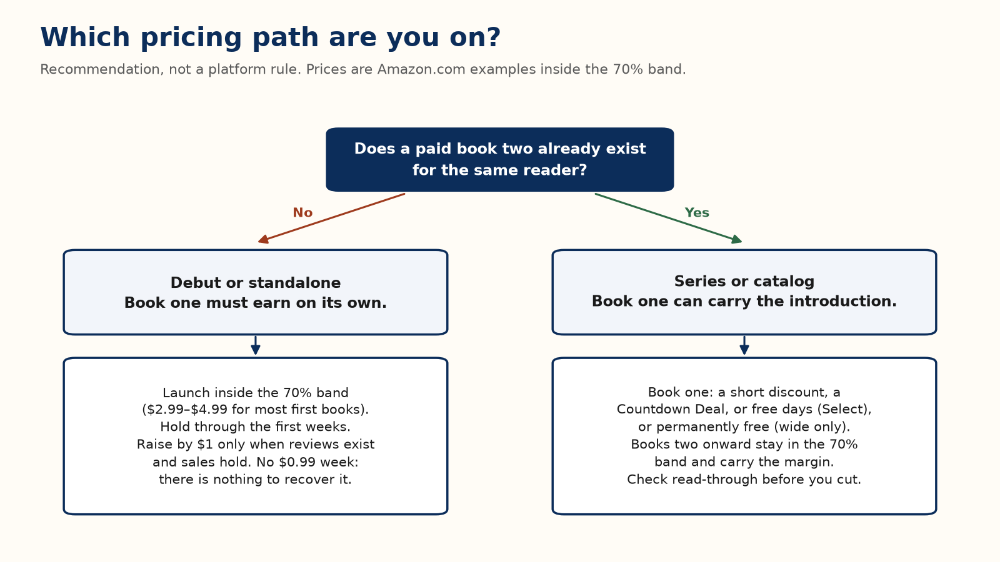 Which pricing path are you on?
Recommendation, not a platform rule. Prices are Amazon.com examples inside the 70% band.
Does a paid book two already exist
for the same reader?
No
Yes
Debut or standalone
Book one must earn on its own.
Series or catalog
Book one can carry the introduction.
Launch inside the 70% band
($2.99–$4.99 for most first books).
Hold through the first weeks.
Raise by $1 only when reviews exist
and sales hold. No $0.99 week:
there is nothing to recover it.
Book one: a short discount, a
Countdown Deal, or free days (Select),
or permanently free (wide only).
Books two onward stay in the 70%
band and carry the margin.
Check read-through before you cut.